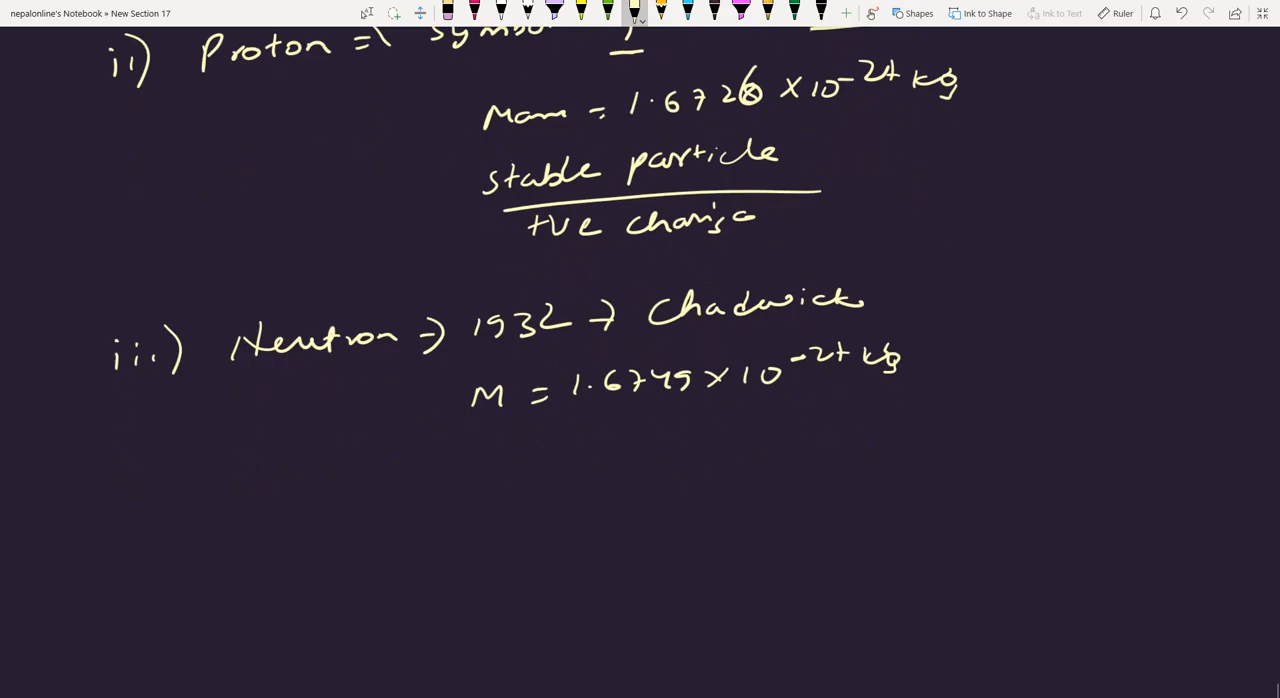 nepalonline's Notebook » New Section 17
Shapes Ink to Shape Ink to Text Ruler
ii) Proton => symbol
Mass = 1.6726 × 10-27 kg
stable particle
+ve charge
iii) Neutron => 1932 → Chadwick
M = 1.6749 × 10-27 kg